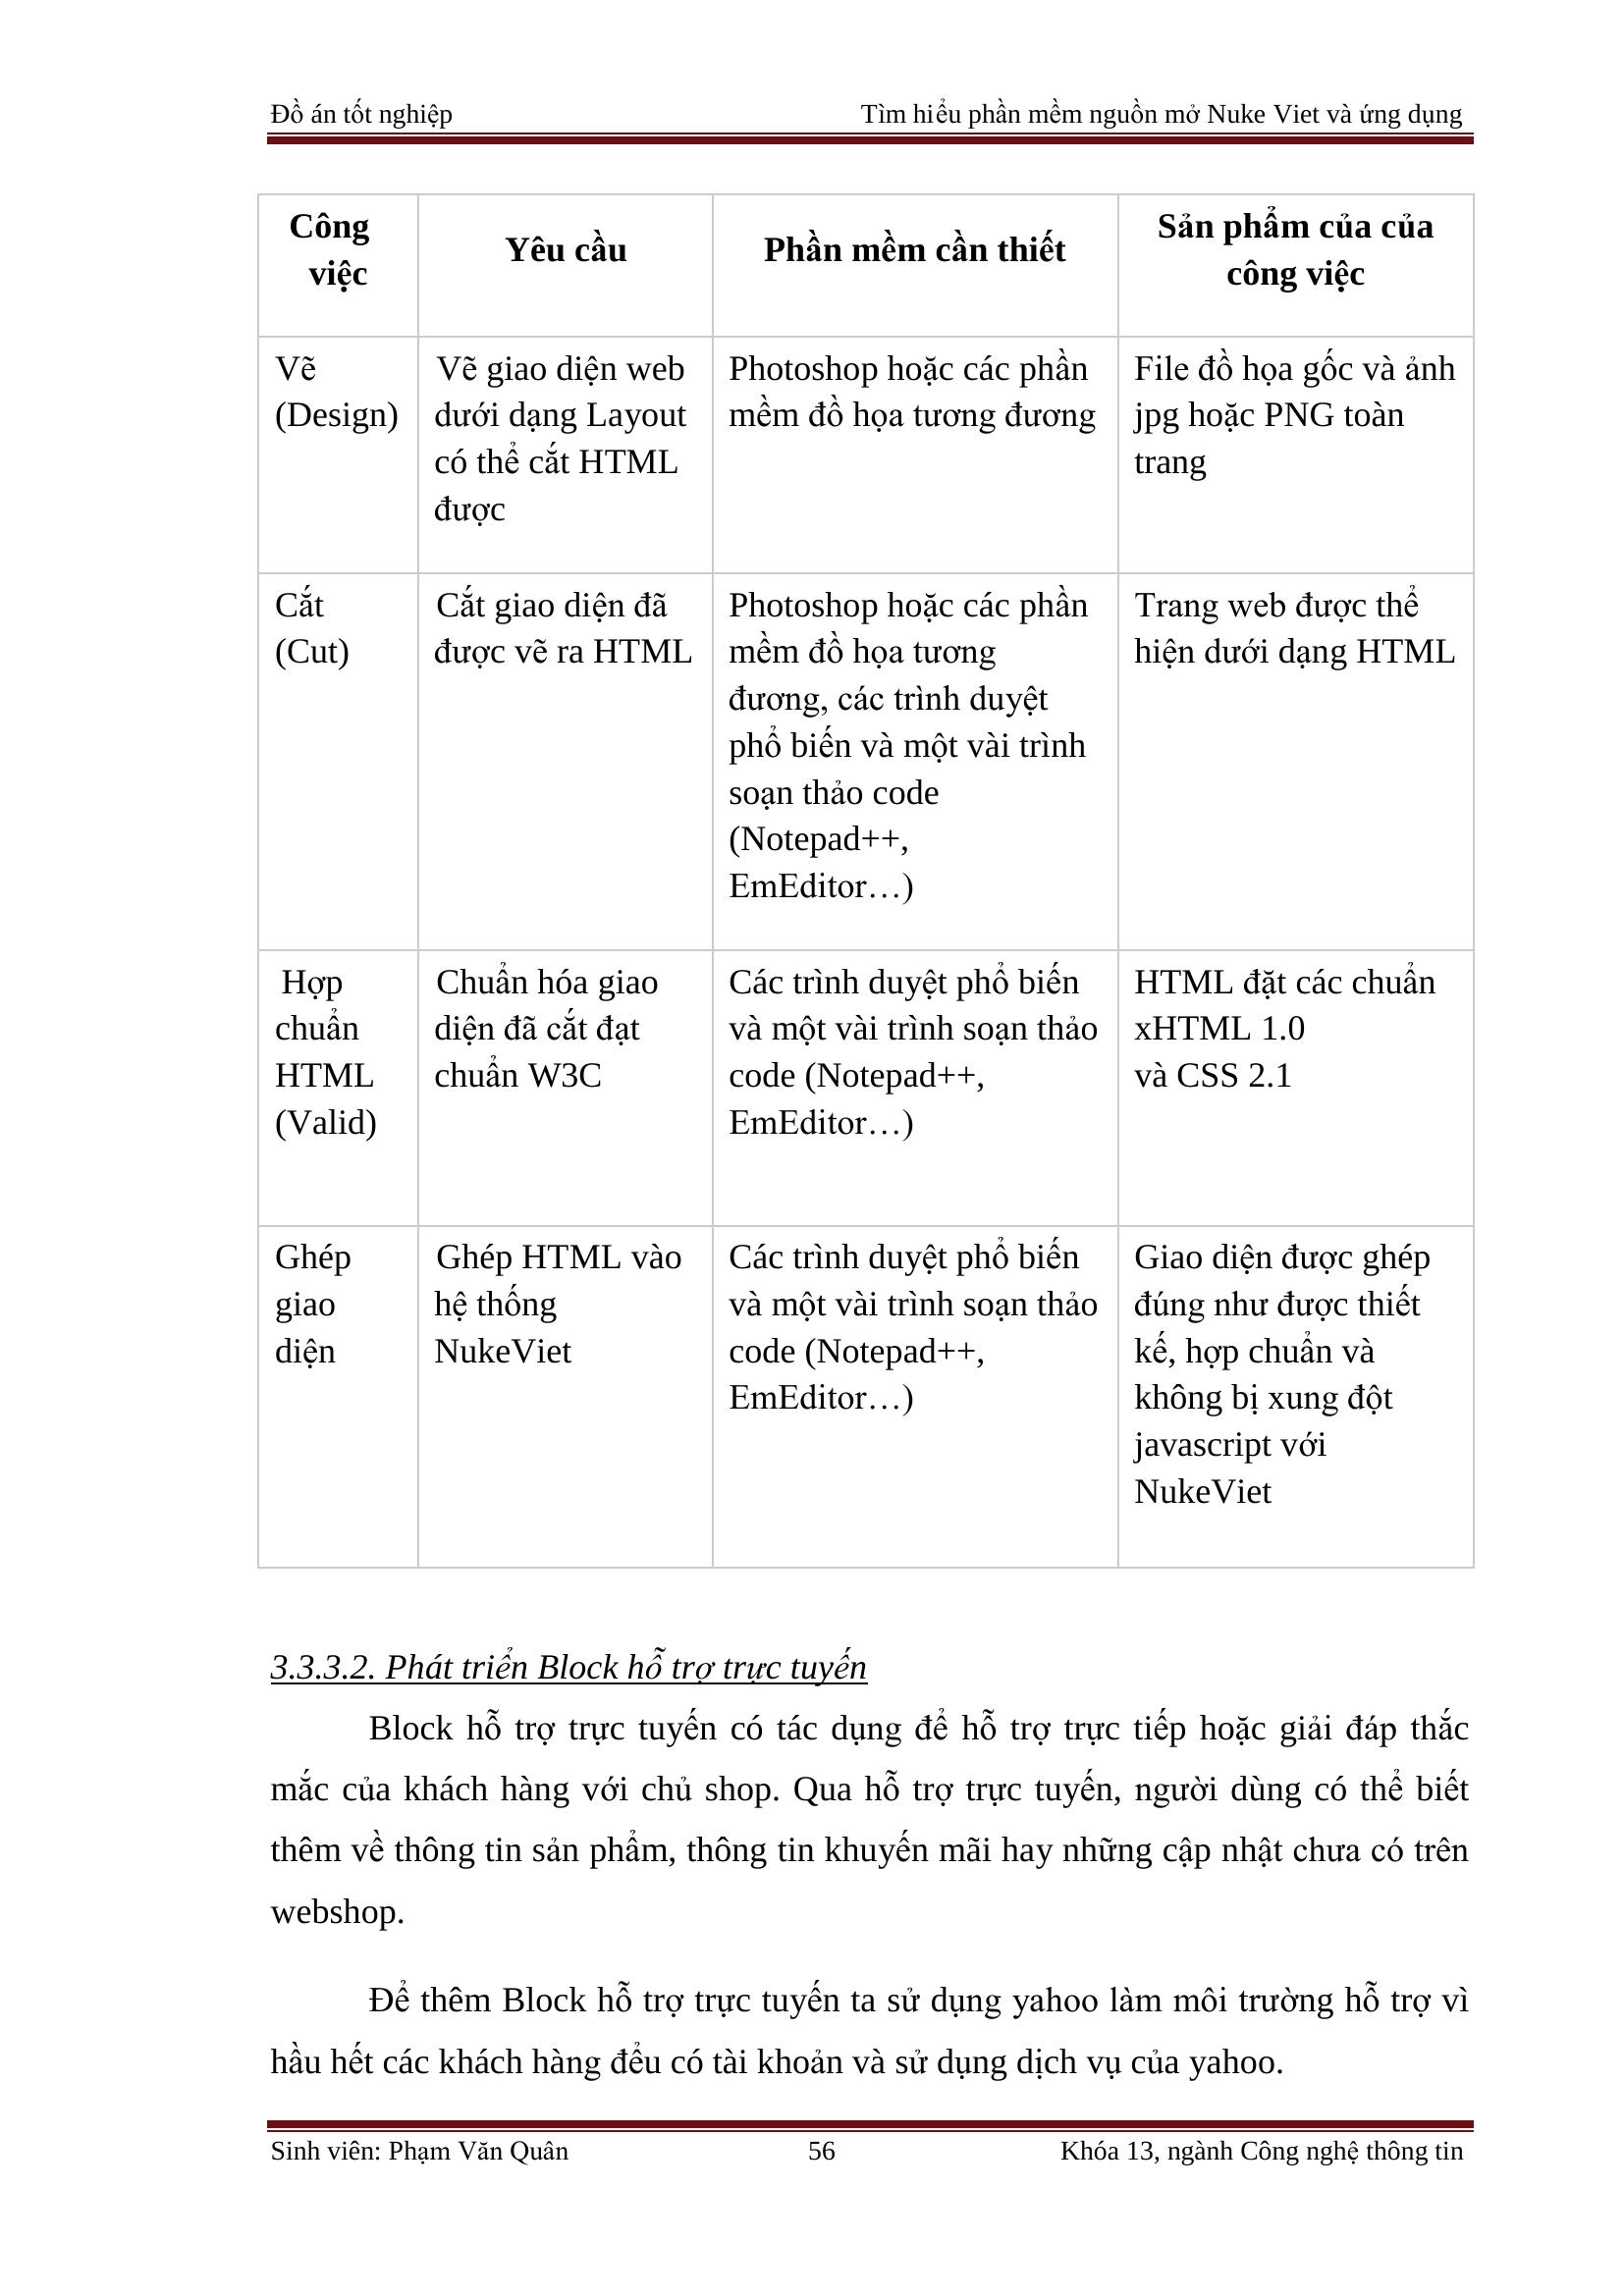 Đồ án tốt nghiệp Tìm hiểu phần mềm nguồn mở Nuke Viet và ứng dụng
Công
việc
Yêu cầu
Phần mềm cần thiết
Sản phẩm của của
công việc
Vẽ
(Design)
Vẽ giao diện web
dưới dạng Layout
có thể cắt HTML
được
Photoshop hoặc các phần
mềm đồ họa tương đương
File đồ họa gốc và ảnh
jpg hoặc PNG toàn
trang
Cắt
(Cut)
Cắt giao diện đã
được vẽ ra HTML
Photoshop hoặc các phần
mềm đồ họa tương
đương, các trình duyệt
phổ biến và một vài trình
soạn thảo code
(Notepad++,
EmEditor…)
Trang web được thể
hiện dưới dạng HTML
Hợp
chuẩn
HTML
(Valid)
Chuẩn hóa giao
diện đã cắt đạt
chuẩn W3C
Các trình duyệt phổ biến
và một vài trình soạn thảo
code (Notepad++,
EmEditor…)
HTML đặt các chuẩn
xHTML 1.0
và CSS 2.1
Ghép
giao
diện
Ghép HTML vào
hệ thống
NukeViet
Các trình duyệt phổ biến
và một vài trình soạn thảo
code (Notepad++,
EmEditor…)
Giao diện được ghép
đúng như được thiết
kế, hợp chuẩn và
không bị xung đột
javascript với
NukeViet
3.3.3.2. Phát triển Block hỗ trợ trực tuyến
Block hỗ trợ trực tuyến có tác dụng để hỗ trợ trực tiếp hoặc giải đáp thắc
mắc của khách hàng với chủ shop. Qua hỗ trợ trực tuyến, người dùng có thể biết
thêm về thông tin sản phẩm, thông tin khuyến mãi hay những cập nhật chưa có trên
webshop.
Để thêm Block hỗ trợ trực tuyến ta sử dụng yahoo làm môi trường hỗ trợ vì
hầu hết các khách hàng đểu có tài khoản và sử dụng dịch vụ của yahoo.
Sinh viên: Phạm Văn Quân 56 Khóa 13, ngành Công nghệ thông tin